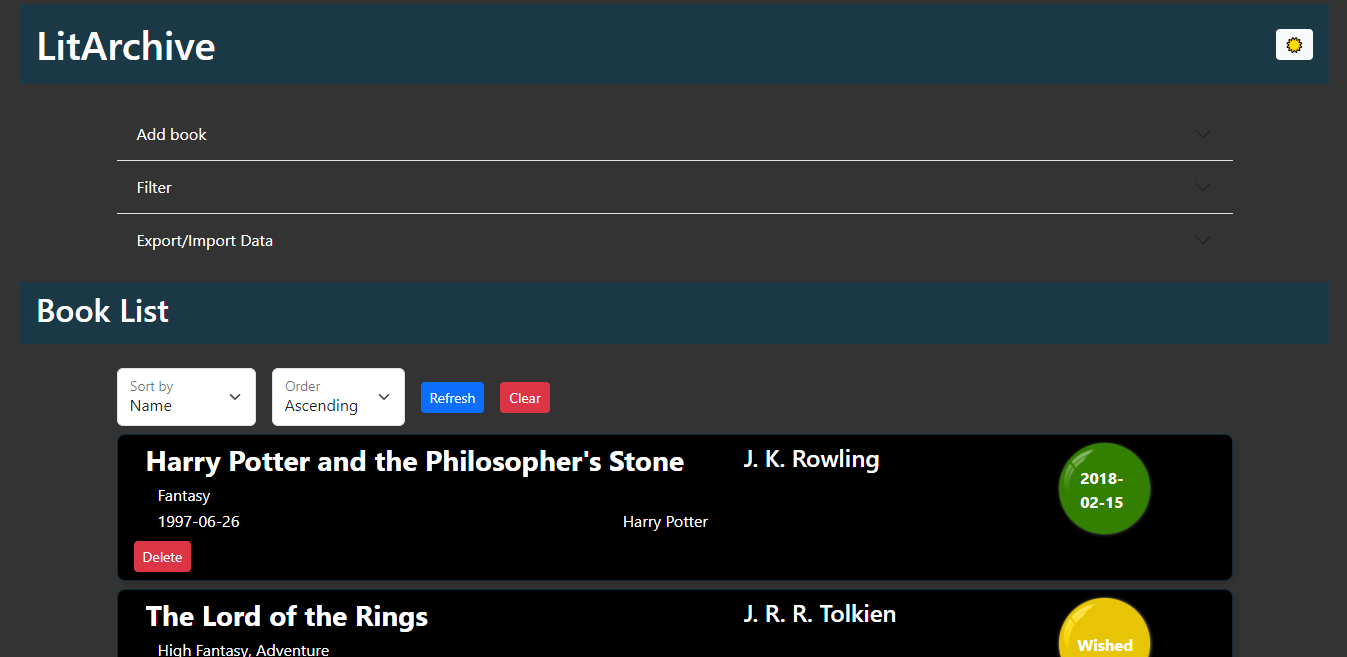 LitArchive
Add book
Filter
Export/Import Data
Book List
Sort by
Name
Order
Ascending
Refresh
Clear
Harry Potter and the Philosopher's Stone
J. K. Rowling
2018-
02-15
Fantasy
1997-06-26
Harry Potter
Delete
The Lord of the Rings
J. R. R. Tolkien
Wished
High Fantasy, Adventure